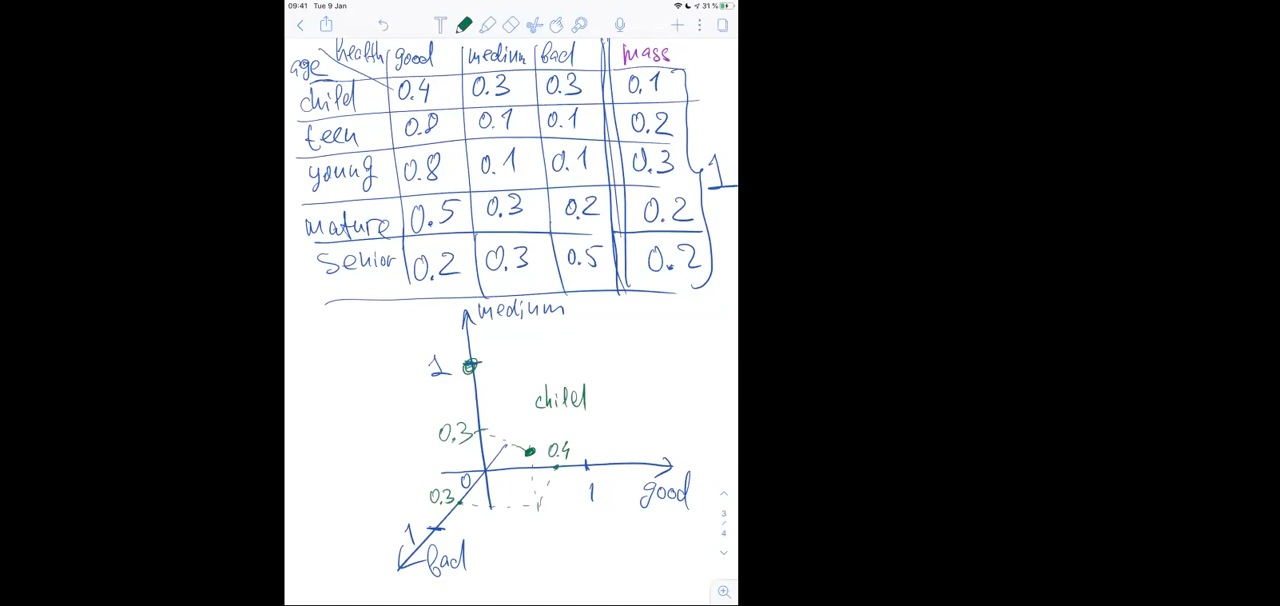 09:41 Tue 9 Jan 31%
T
health good medium bad mass
age
child 0.4 0.3 0.3 0.1
teen 0.8 0.1 0.1 0.2
young 0.8 0.1 0.1 0.3
1
mature 0.5 0.3 0.2 0.2
senior 0.2 0.3 0.5 0.2
medium
1
child
0.3
0.4
0
0.3
1
good
1
bad
3
/
4